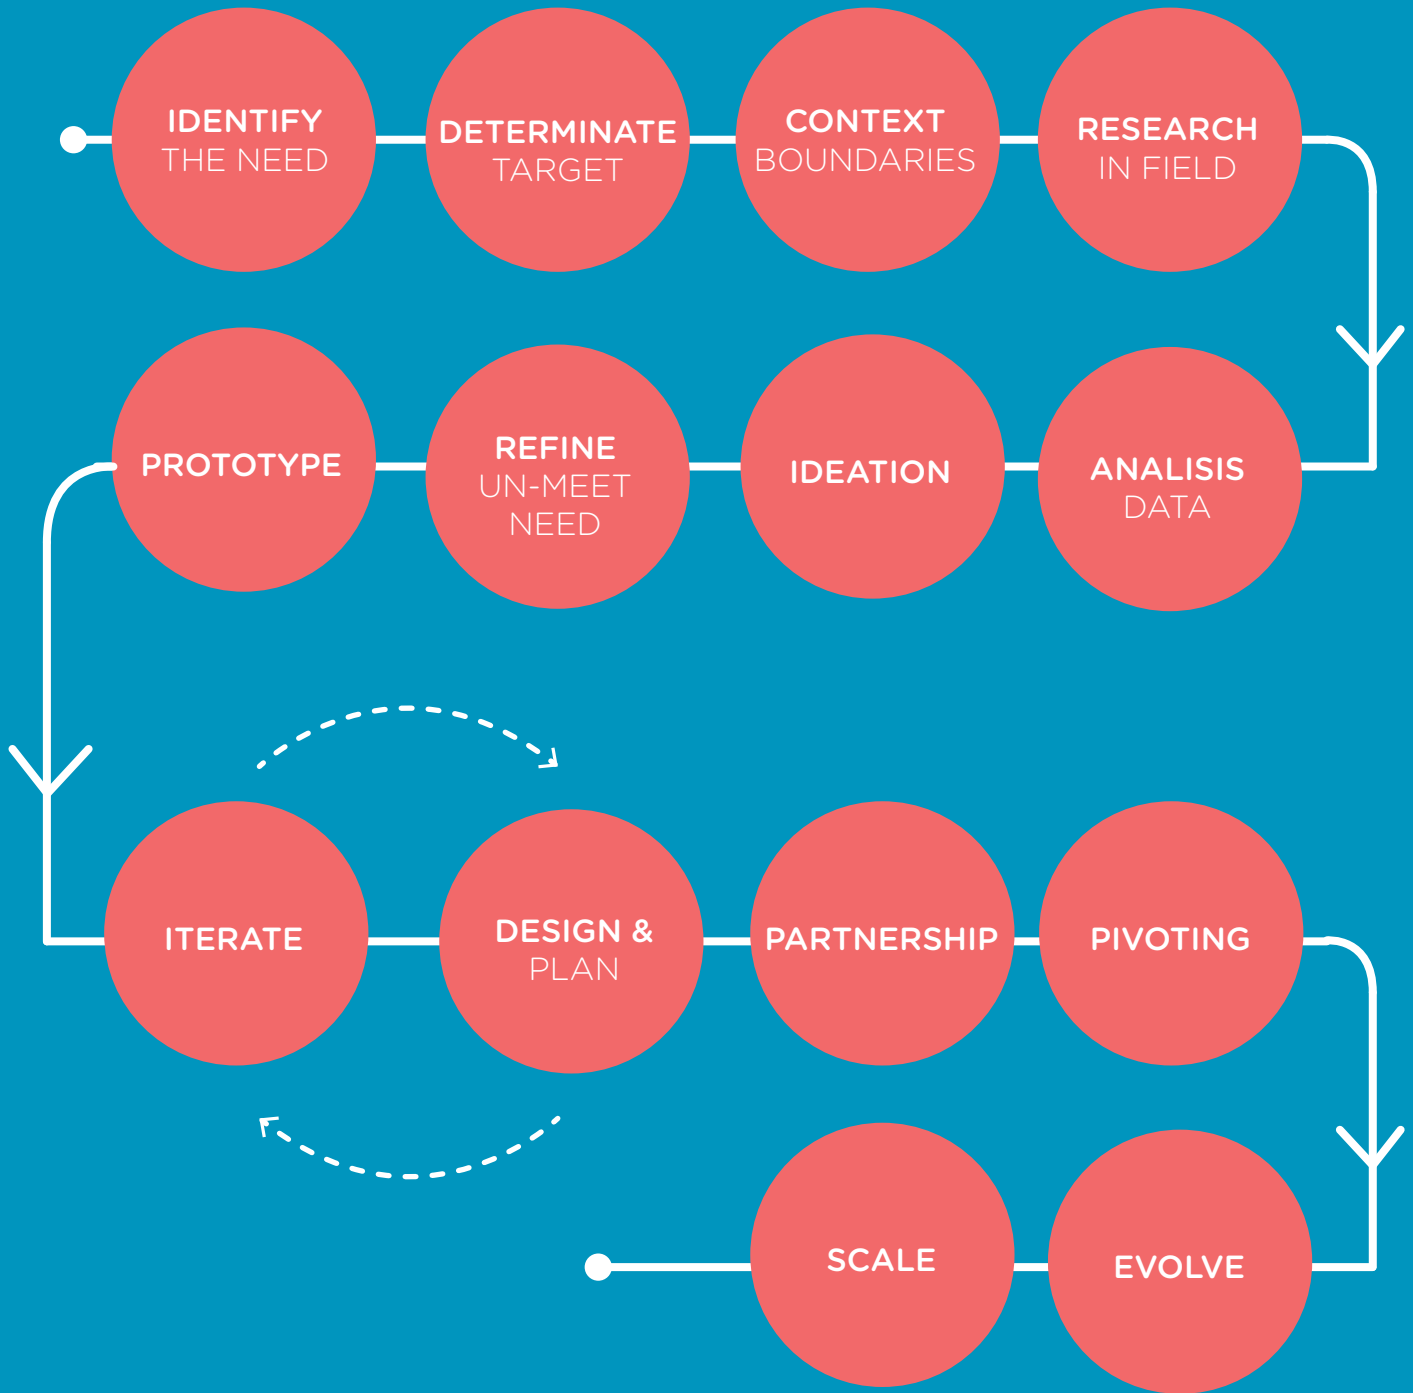 IDENTIFY
THE NEED
DETERMINATE
TARGET
CONTEXT
BOUNDARIES
RESEARCH
IN FIELD
ANALISIS
DATA
IDEATION
REFINE
UN-MEET
NEED
PROTOTYPE
ITERATE
DESIGN &
PLAN
PARTNERSHIP
PIVOTING
EVOLVE
SCALE